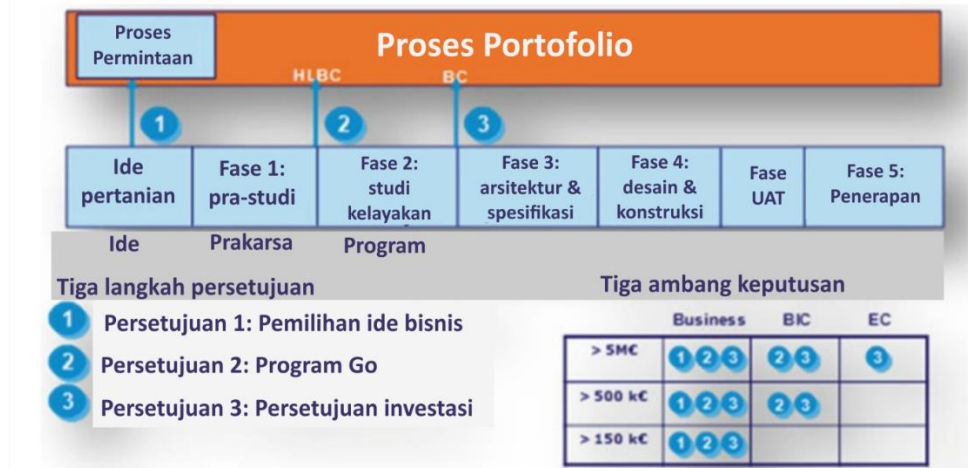 Proses
Permintaan
Proses Portofolio
HLBC
BC
1
2
3
Ide
pertanian
Fase 1:
pra-studi
Fase 2:
studi
kelayakan
Fase 3:
arsitektur &
spesifikasi
Fase 4:
desain &
konstruksi
Fase
UAT
Fase 5:
Penerapan
Ide
Prakarsa
Program
Tiga langkah persetujuan
1 Persetujuan 1: Pemilihan ide bisnis
2 Persetujuan 2: Program Go
3 Persetujuan 3: Persetujuan investasi
Tiga ambang keputusan
Business BIC EC
> 5M€ 1 2 3 2 3 3
> 500 k€ 1 2 3 2 3
> 150 k€ 1 2 3